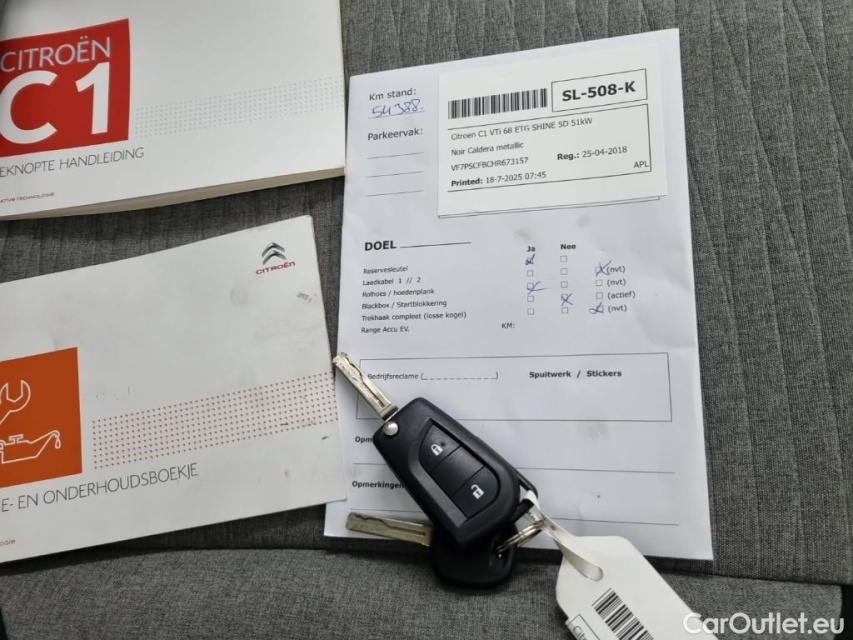 CITROËN
C1
EKNOPTE HANDLEIDING
CITROËN
E- EN ONDERHOUDSBOEKJE
Km stand:
54388.
Parkeervak:
SL-508-K
Citroen C1 VTi 68 ETG SHINE 5D 51kW
Noir Caldera metallic
VF7PSCFBCHR673157
Reg.: 25-04-2018
Printed: 18-7-2025 07:45
APL
DOEL
Ja Nee
Reservesleutel
Laadkabel 1 // 2 (nvt)
Rolhoes / hoedenplank (nvt)
Blackbox / Startblokkering (actief)
Trekhaak complete (losse kogel) (nvt)
Range Accu EV.
KM:
Bedrijfsreclame (_ _ _ _ _ _ _ _ _) Spuitwerk / Stickers
Opm
Opmerkingen
CarOutlet.eu